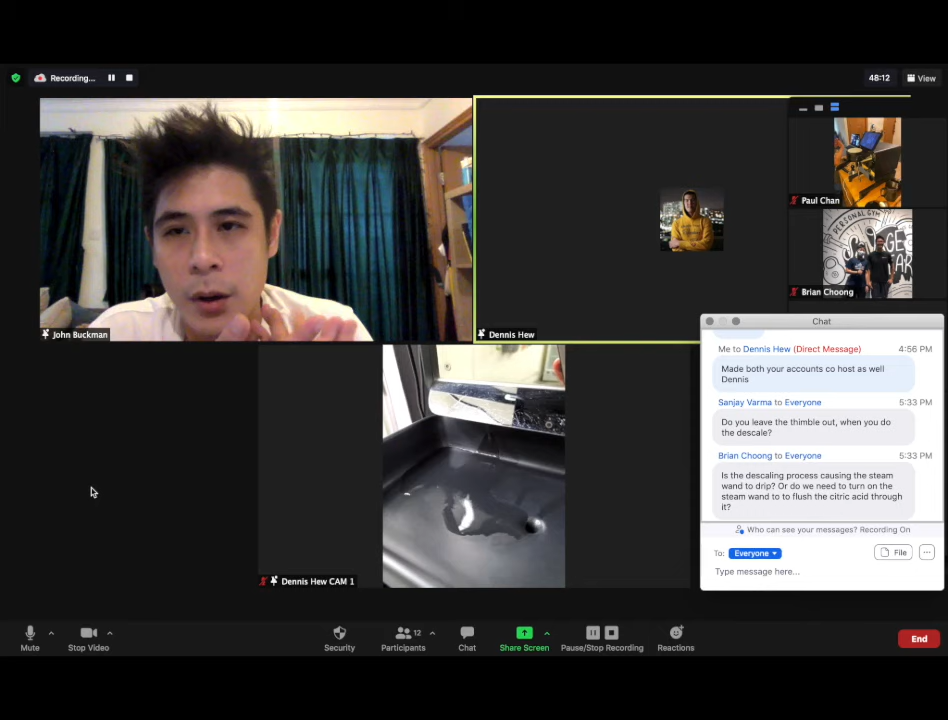 Recording...
48:12
View
John Buckman
Dennis Hew
Paul Chan
PERSONAL GYM
Brian Choong
Chat
Me to Dennis Hew (Direct Message) 4:56 PM
Made both your accounts co host as well
Dennis
Sanjay Varma to Everyone 5:33 PM
Do you leave the thimble out, when you do
the descale?
Brian Choong to Everyone 5:33 PM
Is the descaling process causing the steam
wand to drip? Or do we need to turn on the
steam wand to to flush the citric acid through
it?
Who can see your messages? Recording On
To: Everyone
File
Type message here...
Dennis Hew CAM 1
Mute
Stop Video
Security
Participants 12
Chat
Share Screen
Pause/Stop Recording
Reactions
End